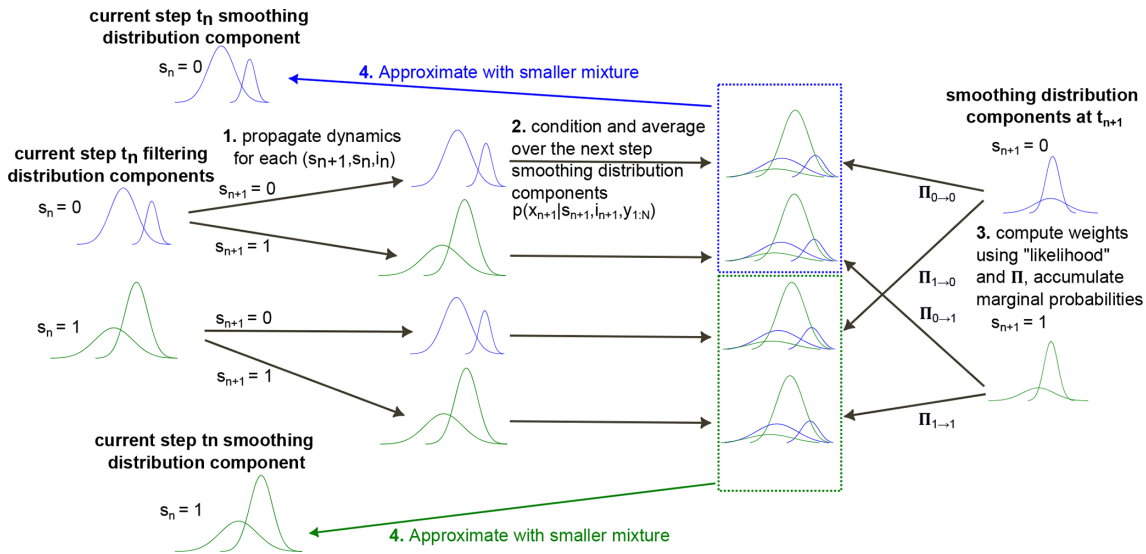 current step tn smoothing
distribution component
sn = 0
4. Approximate with smaller mixture
smoothing distribution
components at tn+1
sn+1 = 0
1. propagate dynamics
for each (sn+1,sn,in)
2. condition and average
over the next step
smoothing distribution
components
p(xn+1|sn+1,in+1,y1:N)
current step tn filtering
distribution components
sn = 0
sn+1 = 0
sn+1 = 1
Π0→0
3. compute weights
using "likelihood"
and Π, accumulate
marginal probabilities
Π1→0
Π0→1
sn+1 = 1
sn = 1
sn+1 = 0
sn+1 = 1
Π1→1
current step tn smoothing
distribution component
sn = 1
4. Approximate with smaller mixture